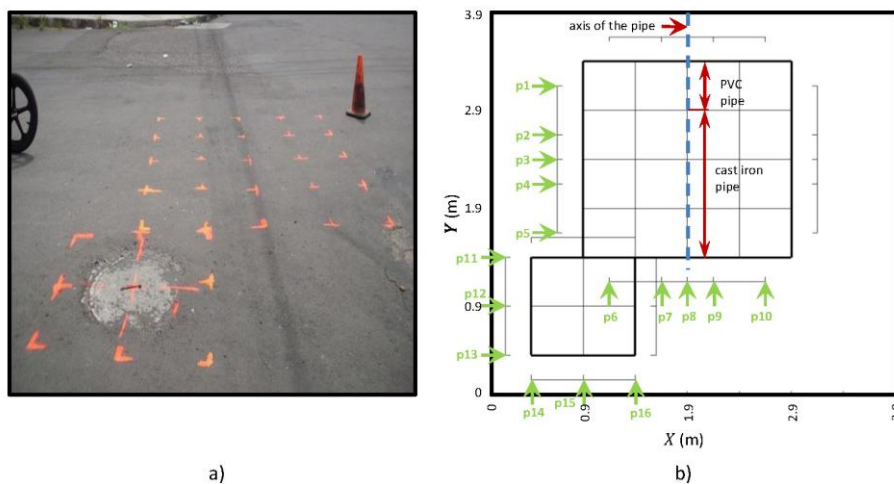 3.9
axis of the pipe
p1
PVC
pipe
2.9
p2
p3
cast iron
pipe
p4
1.9
p5
Y (m)
p11
p12
0.9
p6
p7
p8
p9
p10
p13
0
p14
p15
p16
0
0.9
1.9
2.9
3.9
X (m)
a)
b)